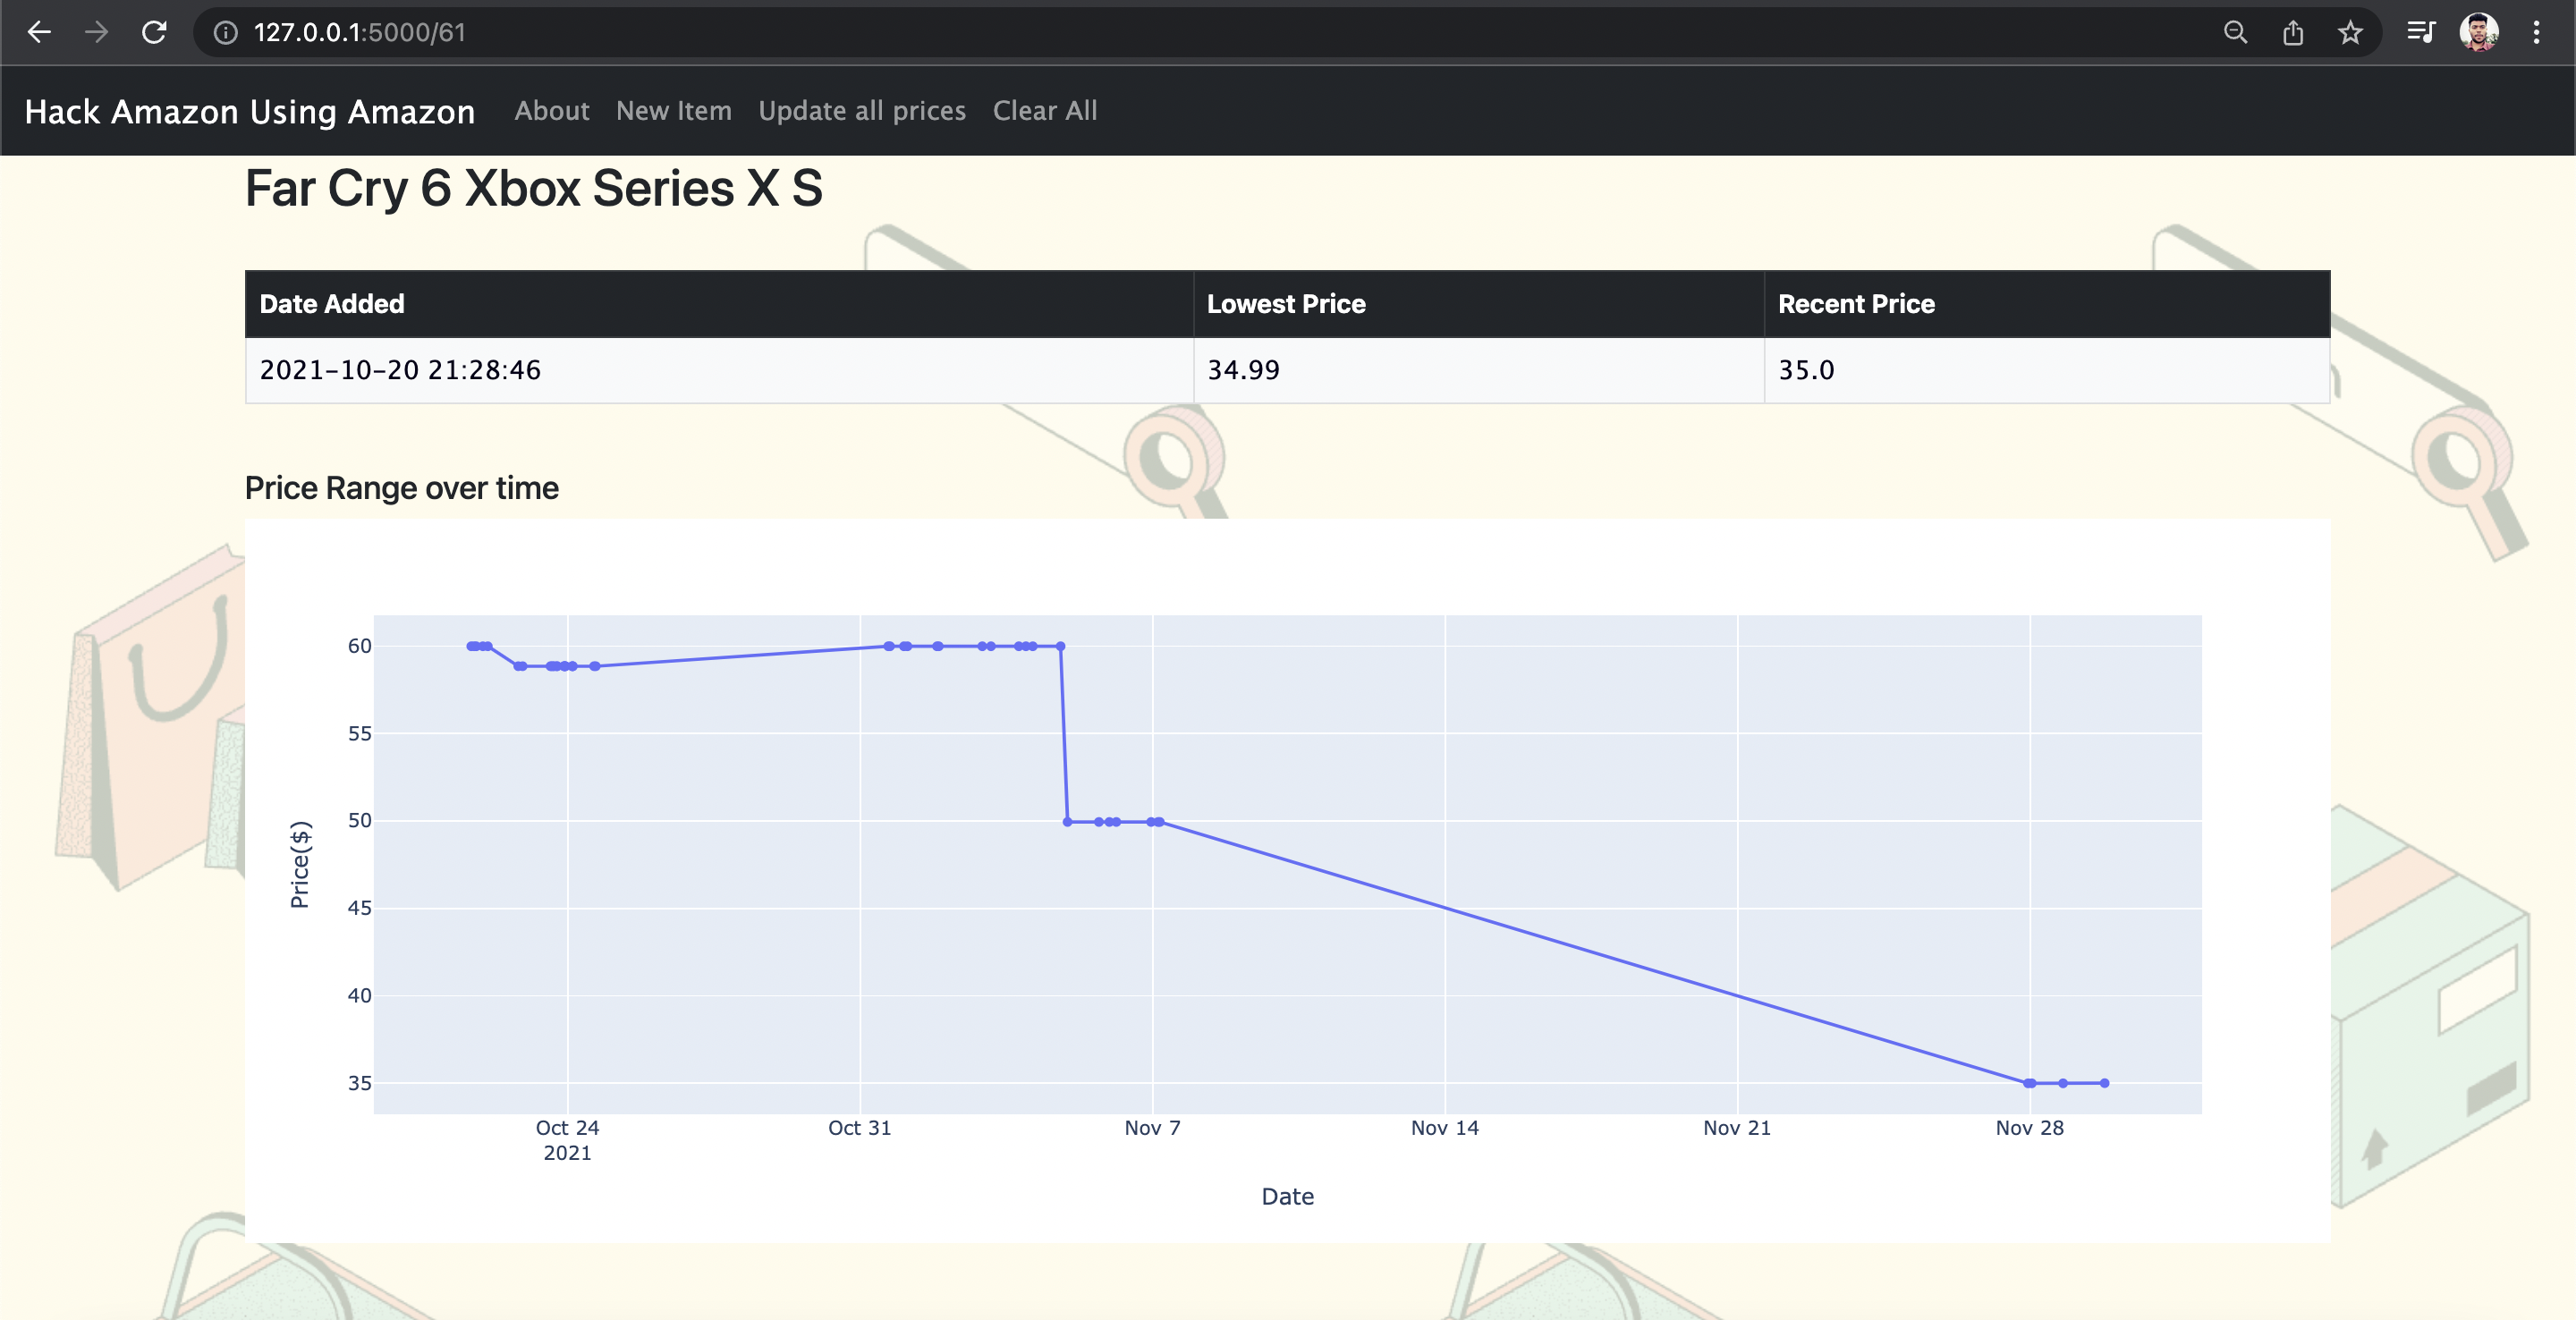 127.0.0.1:5000/61
Hack Amazon Using Amazon About New Item Update all prices Clear All
Far Cry 6 Xbox Series X S
Date Added Lowest Price Recent Price
2021-10-20 21:28:46 34.99 35.0
Price Range over time
60
55
50
45
40
35
Price($)
Oct 24 Oct 31 Nov 7 Nov 14 Nov 21 Nov 28
2021
Date